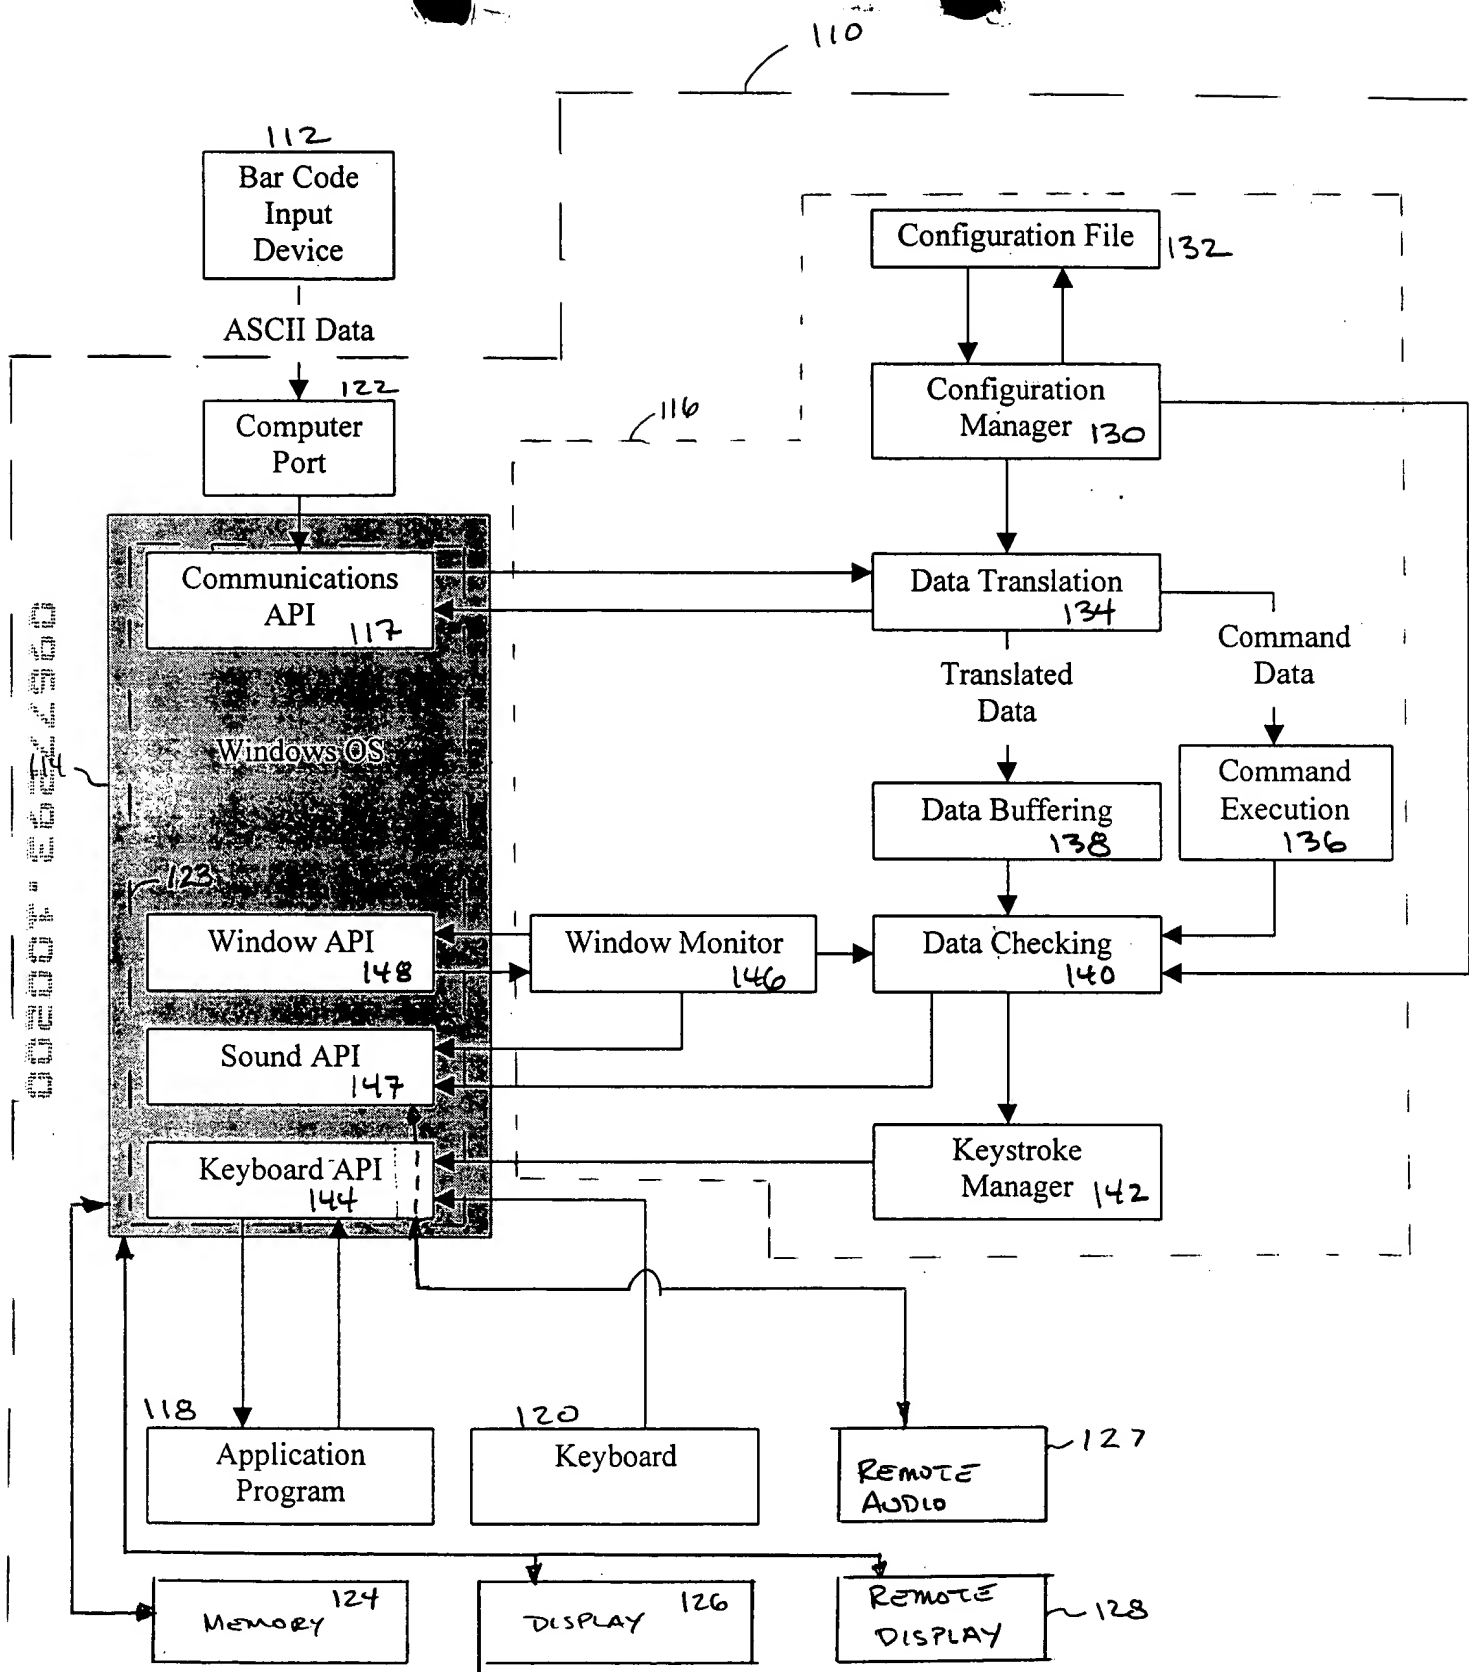 110
112
Bar Code
Input
Device
ASCII Data
Configuration File
132
122
Computer
Port
116
Configuration
Manager 130
Communications
API
117
Data Translation
134
Command
Data
Translated
Data
Windows OS
114
Command
Execution
136
Data Buffering
138
123
Window API
148
Window Monitor
146
Data Checking
140
Sound API
147
Keyboard API
144
Keystroke
Manager 142
118
Application
Program
120
Keyboard
REMOTE
AUDIO
127
MEMORY 124
DISPLAY 126
REMOTE
DISPLAY
128
09577293.100200